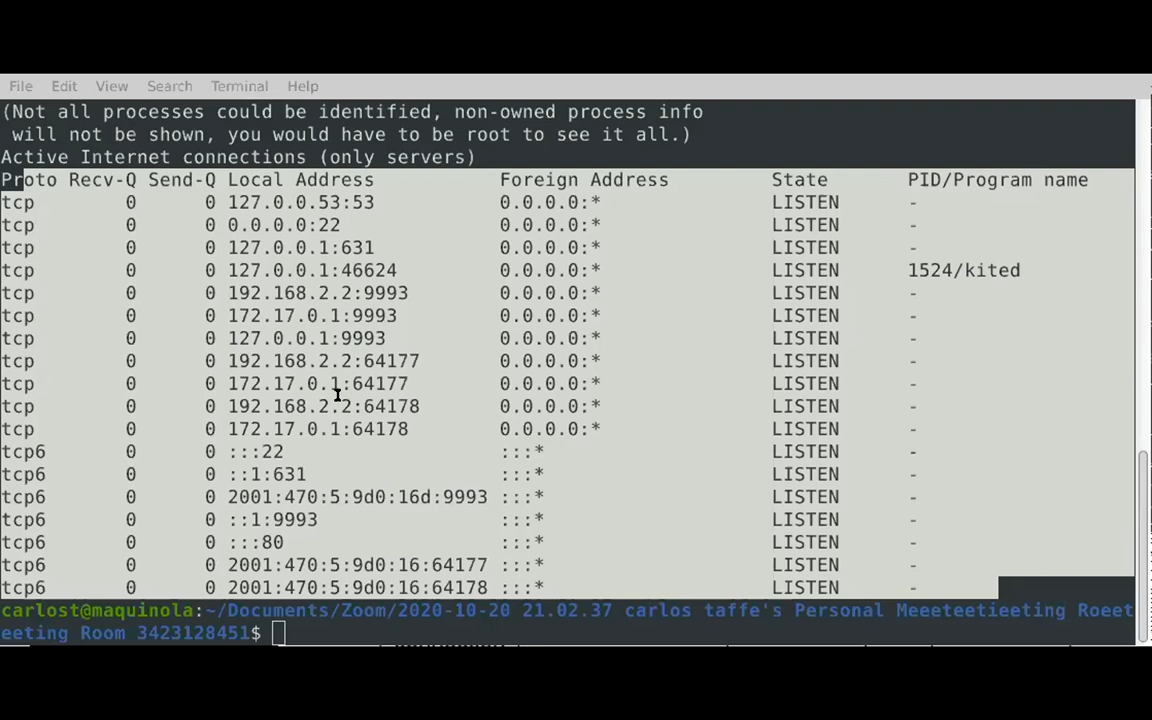 File Edit View Search Terminal Help
(Not all processes could be identified, non-owned process info
will not be shown, you would have to be root to see it all.)
Active Internet connections (only servers)
Proto Recv-Q Send-Q Local Address Foreign Address State PID/Program name
tcp 0 0 127.0.0.53:53 0.0.0.0:* LISTEN -
tcp 0 0 0.0.0.0:22 0.0.0.0:* LISTEN -
tcp 0 0 127.0.0.1:631 0.0.0.0:* LISTEN -
tcp 0 0 127.0.0.1:46624 0.0.0.0:* LISTEN 1524/kited
tcp 0 0 192.168.2.2:9993 0.0.0.0:* LISTEN -
tcp 0 0 172.17.0.1:9993 0.0.0.0:* LISTEN -
tcp 0 0 127.0.0.1:9993 0.0.0.0:* LISTEN -
tcp 0 0 192.168.2.2:64177 0.0.0.0:* LISTEN -
tcp 0 0 172.17.0.1:64177 0.0.0.0:* LISTEN -
tcp 0 0 192.168.2.2:64178 0.0.0.0:* LISTEN -
tcp 0 0 172.17.0.1:64178 0.0.0.0:* LISTEN -
tcp6 0 0 :::22 :::* LISTEN -
tcp6 0 0 ::1:631 :::* LISTEN -
tcp6 0 0 2001:470:5:9d0:16d:9993 :::* LISTEN -
tcp6 0 0 ::1:9993 :::* LISTEN -
tcp6 0 0 :::80 :::* LISTEN -
tcp6 0 0 2001:470:5:9d0:16:64177 :::* LISTEN -
tcp6 0 0 2001:470:5:9d0:16:64178 :::* LISTEN -
carlost@maquinola:~/Documents/Zoom/2020-10-20 21.02.37 carlos taffe's Personal Meeeteetieeting Roeet
eeting Room 3423128451$